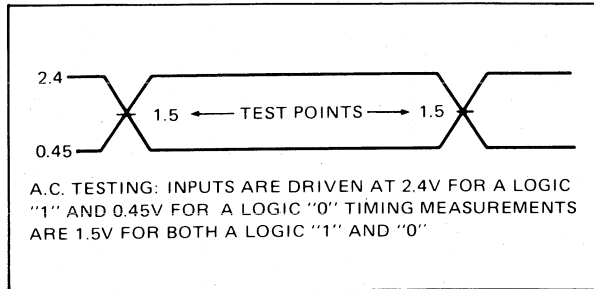 2.4
1.5 TEST POINTS 1.5
0.45
A.C. TESTING: INPUTS ARE DRIVEN AT 2.4V FOR A LOGIC
"1" AND 0.45V FOR A LOGIC "0" TIMING MEASUREMENTS
ARE 1.5V FOR BOTH A LOGIC "1" AND "0"